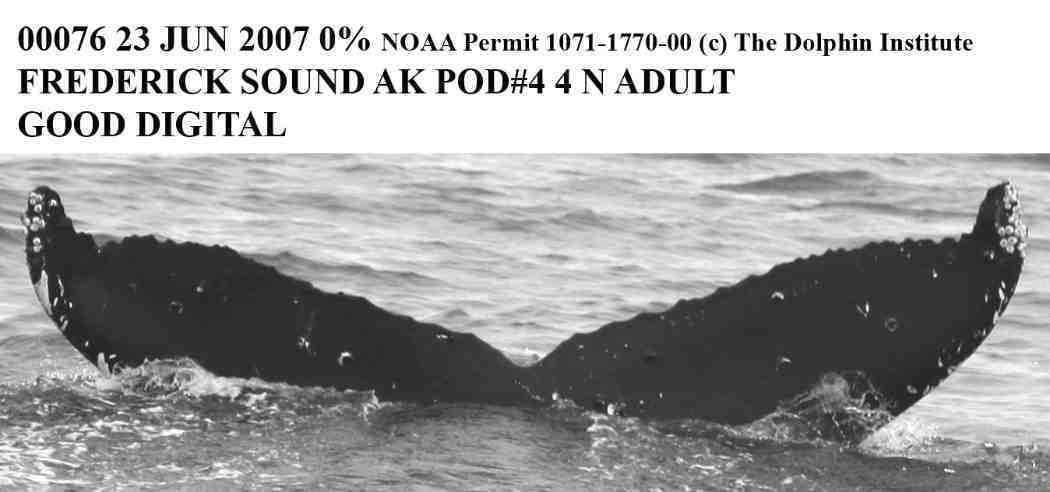 00076 23 JUN 2007 0% NOAA Permit 1071-1770-00 (c) The Dolphin Institute
FREDERICK SOUND AK POD#4 4 N ADULT
GOOD DIGITAL